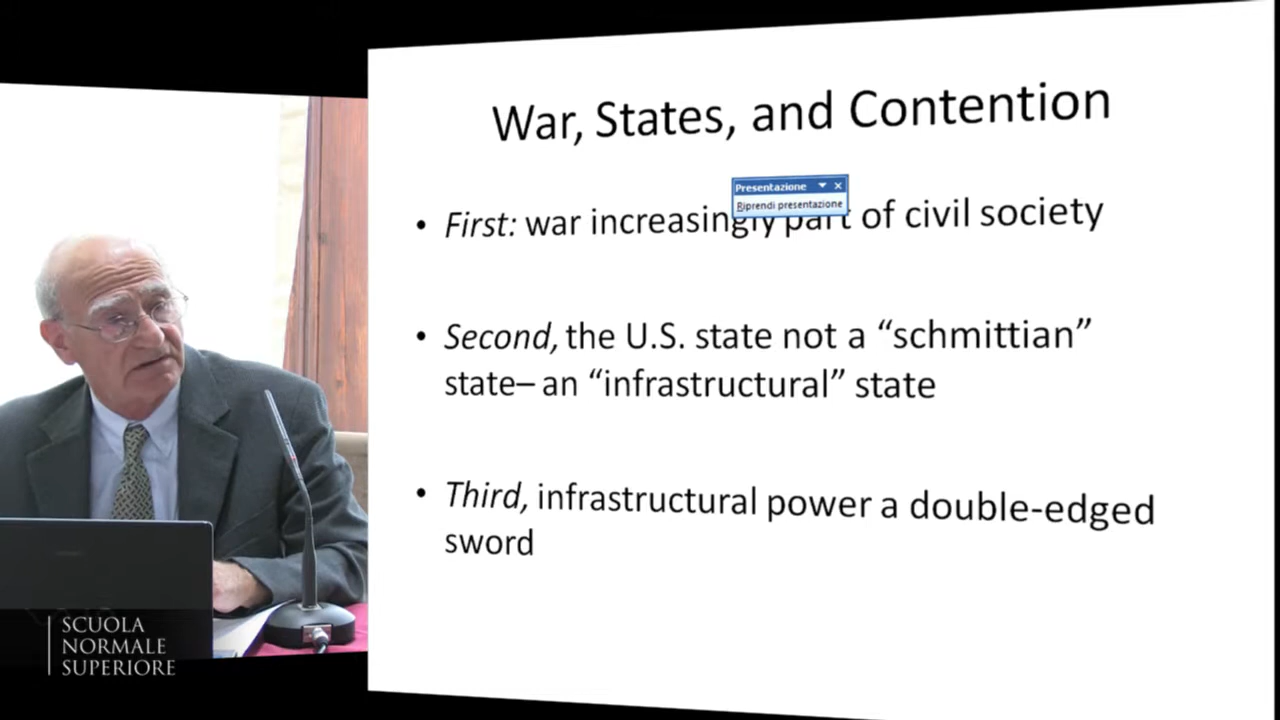 War, States, and Contention
Presentazione
Riprendi presentazione
• First: war increasingly part of civil society
• Second, the U.S. state not a “schmittian”
state– an “infrastructural” state
• Third, infrastructural power a double-edged
sword
SCUOLA
NORMALE
SUPERIORE